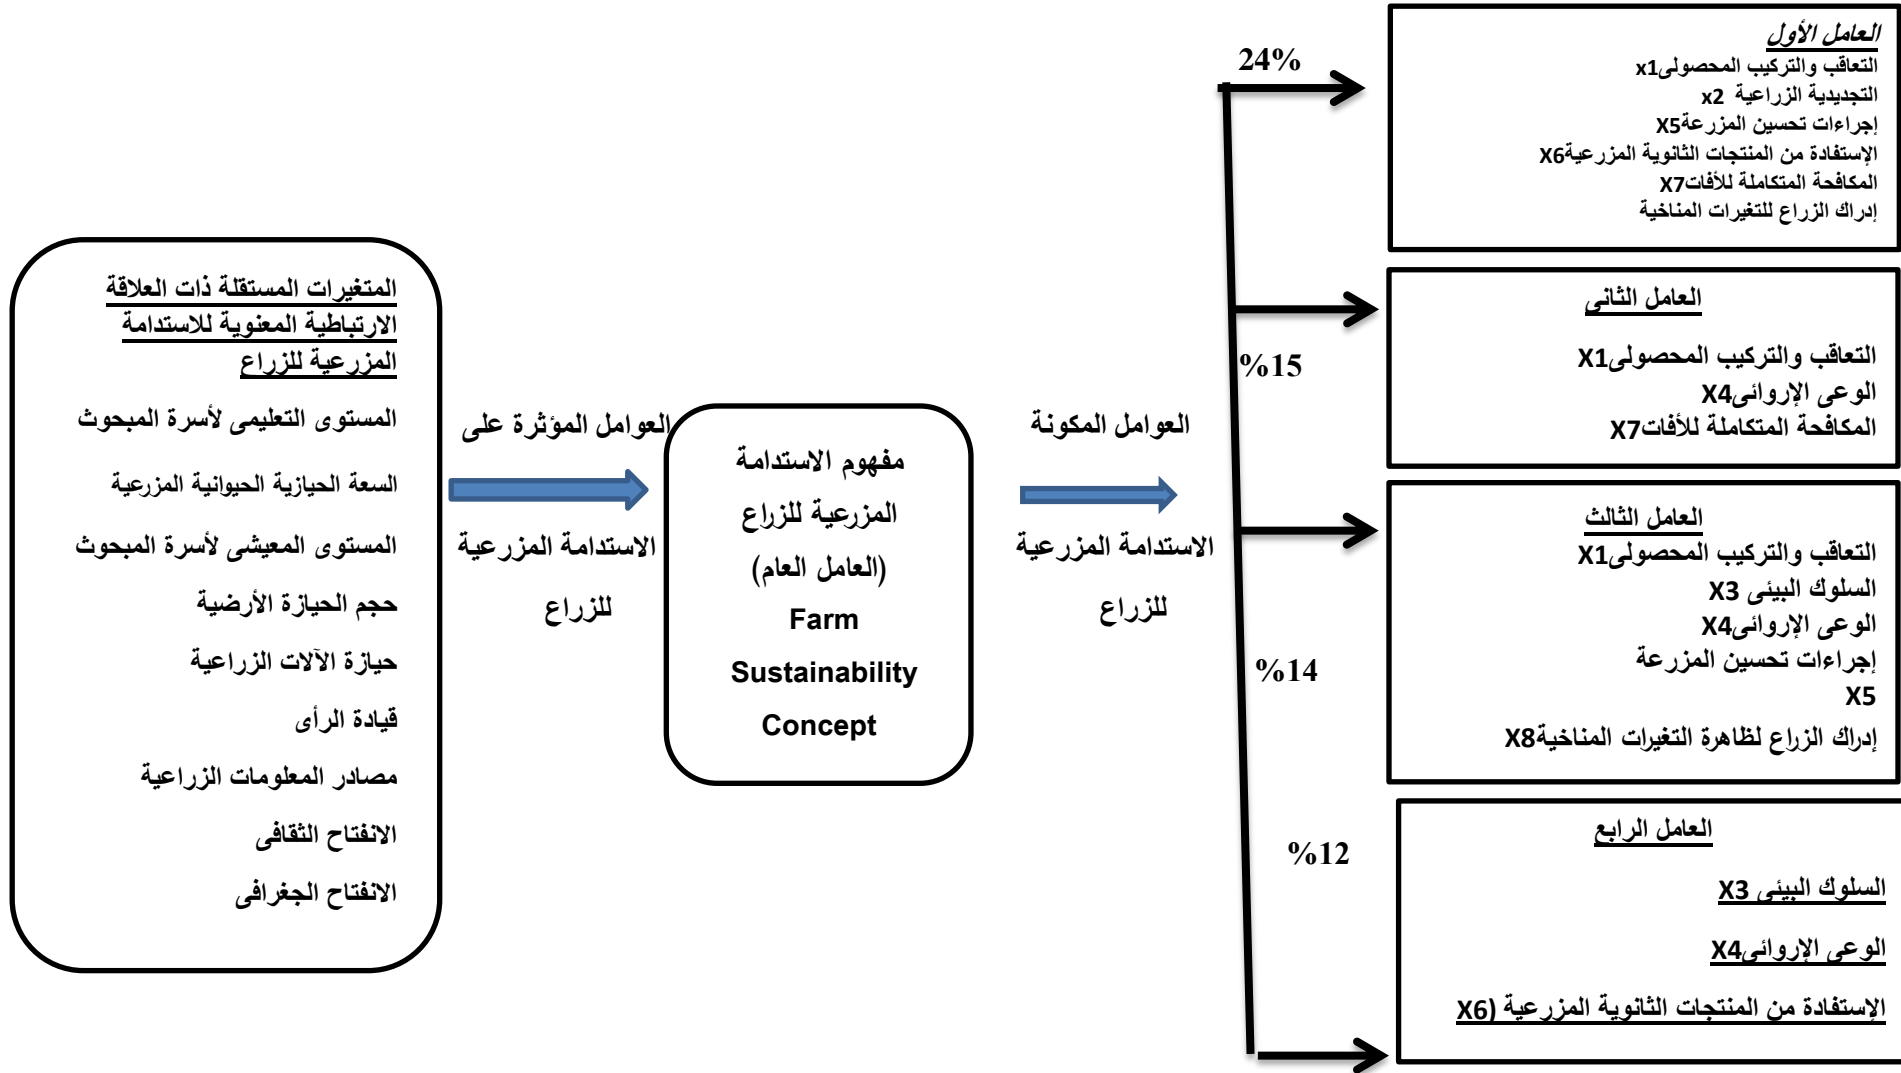 المتغيرات المستقلة ذات العلاقة
الارتباطية المعنوية للاستدامة
المزرعية للزراع
المستوى التعليمى لأسرة المبحوث
السعة الحيازية الحيوانية المزرعية
المستوى المعيشى لأسرة المبحوث
حجم الحيازة الأرضية
حيازة الآلات الزراعية
قيادة الرأى
مصادر المعلومات الزراعية
الانفتاح الثقافى
الانفتاح الجغرافى
العوامل المؤثرة على
الاستدامة المزرعية
للزراع
مفهوم الاستدامة
المزرعية للزراع
(العامل العام)
Farm
Sustainability
Concept
العوامل المكونة
الاستدامة المزرعية
للزراع
24%
%15
%14
%12
العامل الأول
التعاقب والتركيب المحصولىx1
التجديدية الزراعية x2
إجراءات تحسين المزرعةX5
الإستفادة من المنتجات الثانوية المزرعيةX6
المكافحة المتكاملة للأفاتX7
إدراك الزراع للتغيرات المناخية
العامل الثانى
التعاقب والتركيب المحصولىX1
الوعى الإروائىX4
المكافحة المتكاملة للأفاتX7
العامل الثالث
التعاقب والتركيب المحصولىX1
السلوك البيئى X3
الوعى الإروائىX4
إجراءات تحسين المزرعة
X5
إدراك الزراع لظاهرة التغيرات المناخيةX8
العامل الرابع
السلوك البيئى X3
الوعى الإروائىX4
الإستفادة من المنتجات الثانوية المزرعية (X6